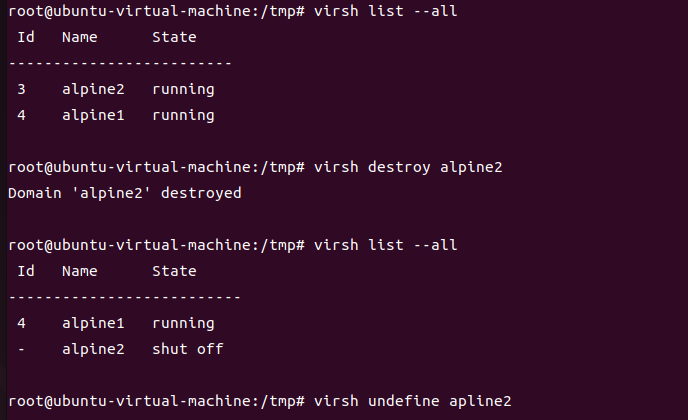 root@ubuntu-virtual-machine:/tmp# virsh list --all
 Id   Name      State
-------------------------
 3    alpine2   running
 4    alpine1   running

root@ubuntu-virtual-machine:/tmp# virsh destroy alpine2
Domain 'alpine2' destroyed

root@ubuntu-virtual-machine:/tmp# virsh list --all
 Id   Name      State
--------------------------
 4    alpine1   running
 -    alpine2   shut off

root@ubuntu-virtual-machine:/tmp# virsh undefine apline2